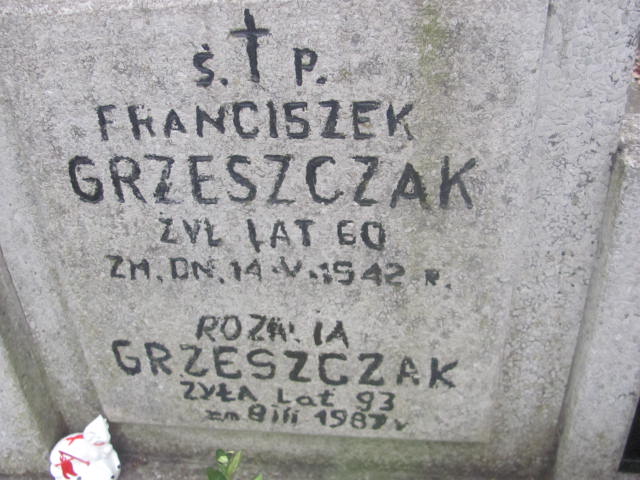 Ś. P.
FRANCISZEK
GRZESZCZAK
ŻYŁ LAT 60
ZM. DN. 14.V.1942 R.
ROZALIA
GRZESZCZAK
ŻYŁA Lat 93
zm 8 iii 1987 r